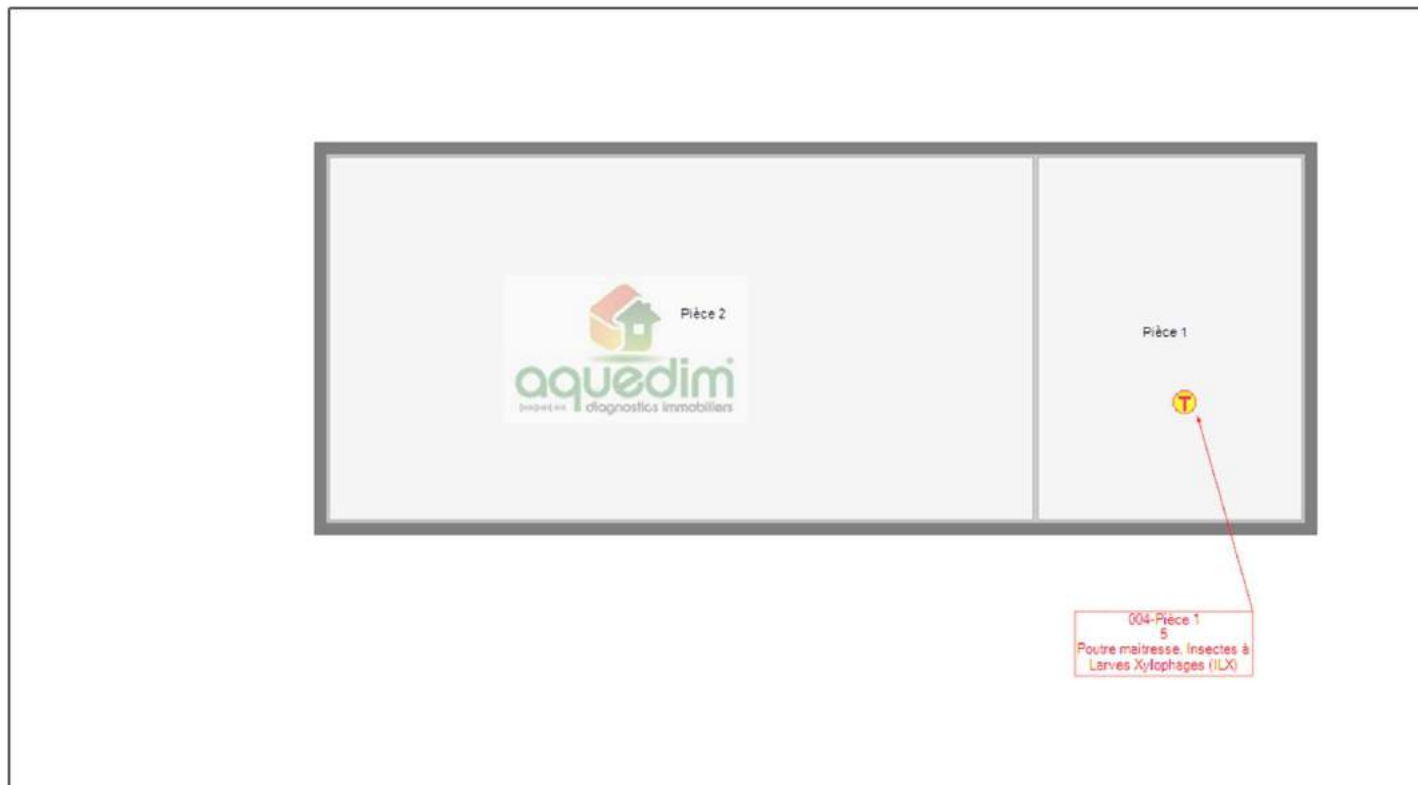 Pièce 2
Pièce 1
aquedim
diagnostics immobiliers
T
004-Pièce 1
5
Poutre maitresse. Insectes à
Larves Xylophages (ILX)